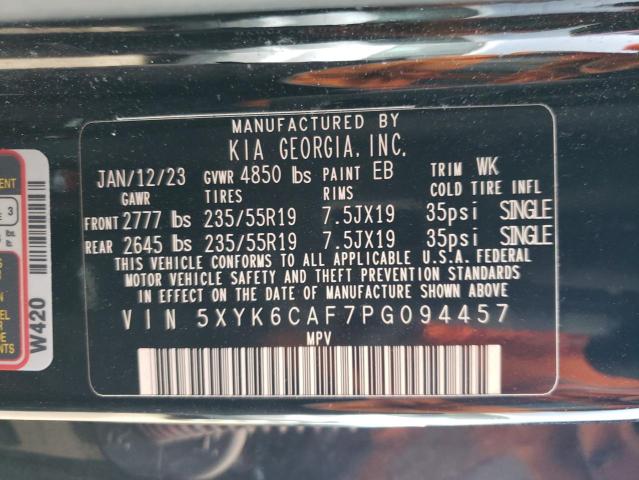 MANUFACTURED BY
KIA GEORGIA, INC.
JAN/12/23 GVWR 4850 lbs PAINT EB TRIM WK
GAWR TIRES RIMS COLD TIRE INFL
FRONT 2777 lbs 235/55R19 7.5JX19 35psi SINGLE
REAR 2645 lbs 235/55R19 7.5JX19 35psi SINGLE
THIS VEHICLE CONFORMS TO ALL APPLICABLE U.S.A. FEDERAL
MOTOR VEHICLE SAFETY AND THEFT PREVENTION STANDARDS
IN EFFECT ON THE DATE OF MANUFACTURE SHOWN ABOVE
VIN 5XYK6CAF7PG094457
MPV
W420